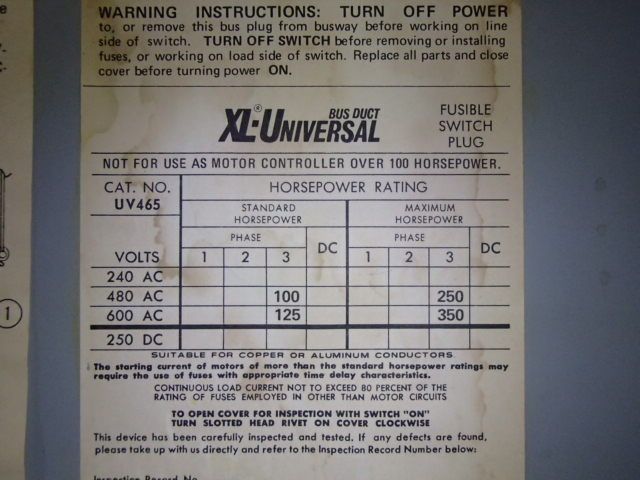 WARNING INSTRUCTIONS: TURN OFF POWER
to, or remove this bus plug from busway before working on line
side of switch. TURN OFF SWITCH before removing or installing
fuses, or working on load side of switch. Replace all parts and close
cover before turning power ON.
XL-UNIVERSAL®
BUS DUCT
FUSIBLE
SWITCH
PLUG
NOT FOR USE AS MOTOR CONTROLLER OVER 100 HORSEPOWER.
CAT. NO.
UV465
HORSEPOWER RATING
STANDARD
HORSEPOWER
MAXIMUM
HORSEPOWER
PHASE
DC
PHASE
DC
VOLTS
1 2 3
1 2 3
240 AC
480 AC 100 250
600 AC 125 350
250 DC
SUITABLE FOR COPPER OR ALUMINUM CONDUCTORS
The starting current of motors of more than the standard horsepower ratings may
require the use of fuses with appropriate time delay characteristics.
CONTINUOUS LOAD CURRENT NOT TO EXCEED 80 PERCENT OF THE
RATING OF FUSES EMPLOYED IN OTHER THAN MOTOR CIRCUITS
TO OPEN COVER FOR INSPECTION WITH SWITCH "ON"
TURN SLOTTED HEAD RIVET ON COVER CLOCKWISE
This device has been carefully inspected and tested. If any defects are found,
please take up with us directly and refer to the Inspection Record Number below:
Inspection Record No.
1